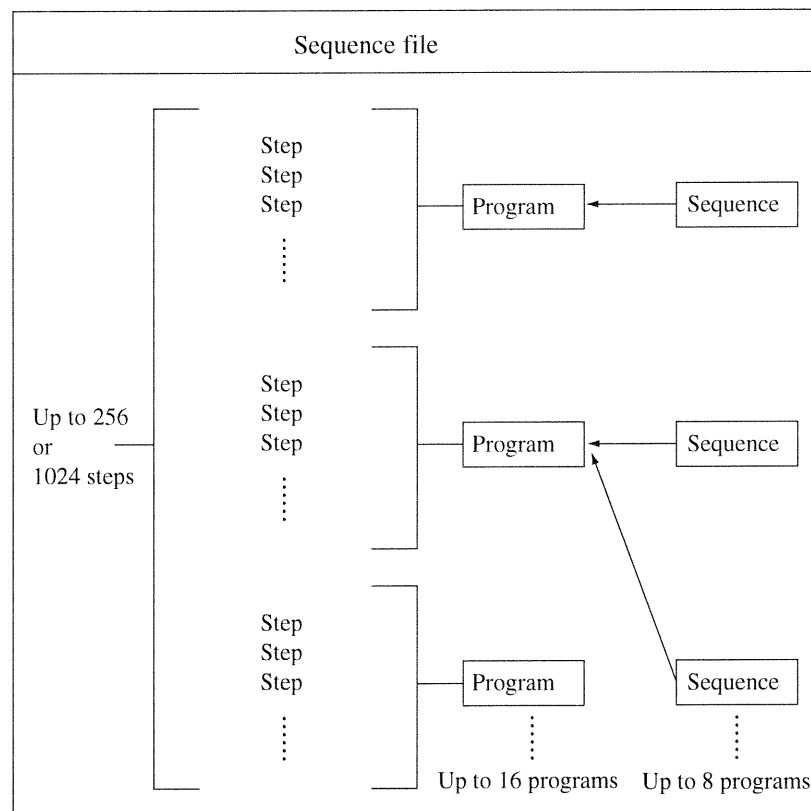 Sequence file
Step
Step
Step
Program
Sequence
Step
Step
Step
Program
Sequence
Up to 256
or
1024 steps
Step
Step
Step
Program
Sequence
Up to 16 programs
Up to 8 programs